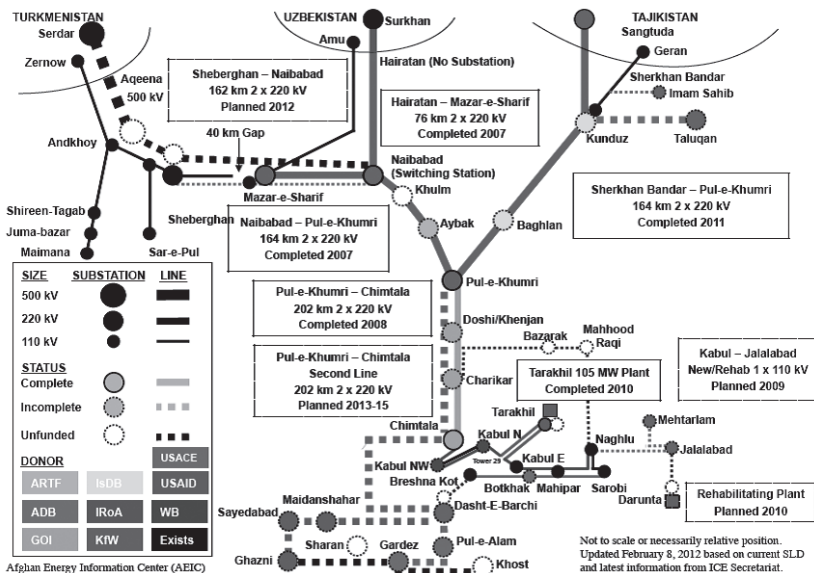 TURKMENISTAN
Serdar
Zernow
Aqeena
500 kV
Andkhoy
Shireen-Tagab
Juma-bazar
Maimana
Sheberghan
Sar-e-Pul
UZBEKISTAN
Surkhan
Amu
Hairatan (No Substation)
TAJIKISTAN
Sangtuda
Geran
Sherkhan Bandar
Imam Sahib
Kunduz
Taluqan
Sheberghan – Naibabad
162 km 2 x 220 kV
Planned 2012
40 km Gap
Hairatan – Mazar-e-Sharif
76 km 2 x 220 kV
Completed 2007
Mazar-e-Sharif
Naibabad
(Switching Station)
Khulm
Aybak
Baghlan
Sherkhan Bandar – Pul-e-Khumri
164 km 2 x 220 kV
Completed 2011
Naibabad – Pul-e-Khumri
164 km 2 x 220 kV
Completed 2007
Pul-e-Khumri
Pul-e-Khumri – Chimtala
202 km 2 x 220 kV
Completed 2008
Doshi/Khenjan
Pul-e-Khumri – Chimtala
Second Line
202 km 2 x 220 kV
Planned 2013-15
Charikar
Bazarak
Mahhood
Raqi
Kabul – Jalalabad
New/Rehab 1 x 110 kV
Planned 2009
Tarakhil 105 MW Plant
Completed 2010
Tarakhil
Chimtala
Kabul N
Kabul NW
Tower 29
Kabul E
Naghlu
Mehtarlam
Jalalabad
Breshna Kot
Botkhak
Mahipar
Sarobi
Darunta
Rehabilitating Plant
Planned 2010
Maidanshahar
Sayedabad
Dasht-E-Barchi
Sharan
Gardez
Pul-e-Alam
Ghazni
Khost
SIZE SUBSTATION LINE
500 kV
220 kV
110 kV
STATUS
Complete
Incomplete
Unfunded
DONOR
USACE
ARTF IsDB USAID
ADB IRoA WB
GOI KfW Exists
Afghan Energy Information Center (AEIC)
Not to scale or necessarily relative position.
Updated February 8, 2012 based on current SLD
and latest information from ICE Secretariat.